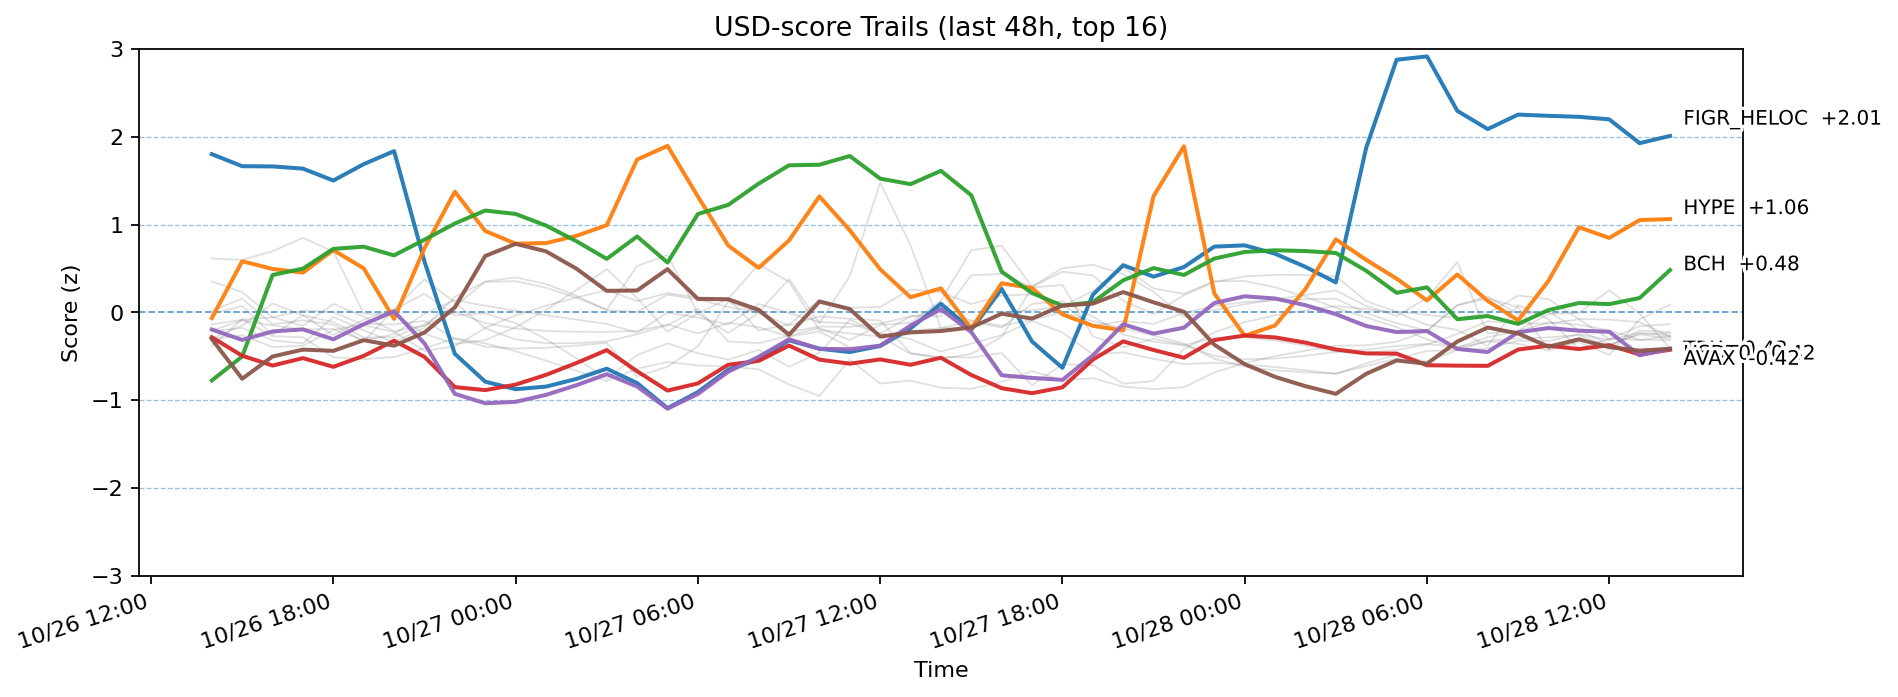 USD-score Trails (last 48h, top 16)
Score (z)
3
2
1
0
−1
−2
−3
FIGR_HELOC +2.01
HYPE +1.06
BCH +0.48
AVAX -0.42
10/26 12:00
10/26 18:00
10/27 00:00
10/27 06:00
10/27 12:00
10/27 18:00
10/28 00:00
10/28 06:00
10/28 12:00
Time